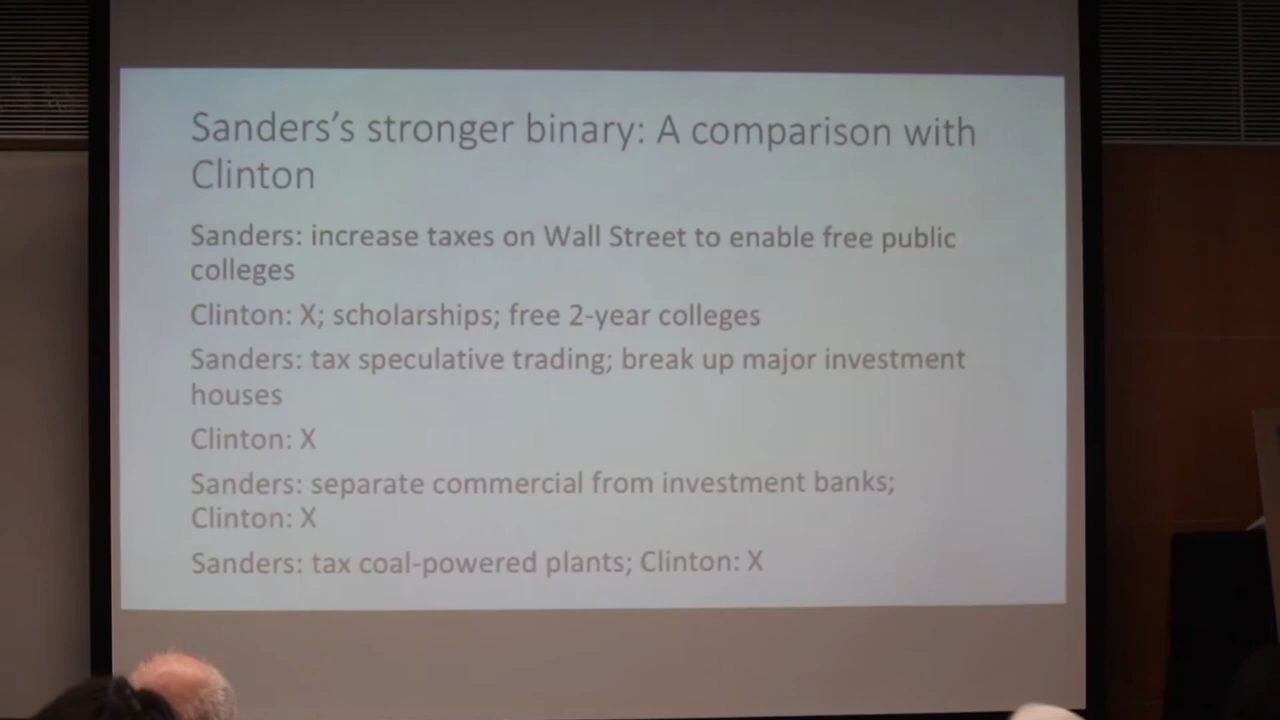 Sanders's stronger binary: A comparison with
Clinton
Sanders: increase taxes on Wall Street to enable free public
colleges
Clinton: X; scholarships; free 2-year colleges
Sanders: tax speculative trading; break up major investment
houses
Clinton: X
Sanders: separate commercial from investment banks;
Clinton: X
Sanders: tax coal-powered plants; Clinton: X